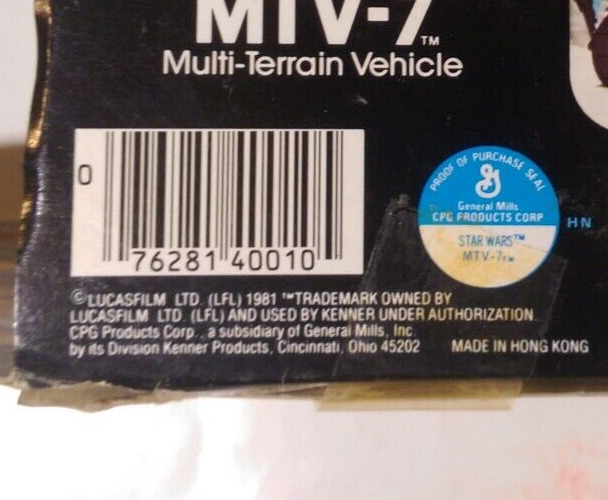 MTV-7™
Multi-Terrain Vehicle
0
76281 40010
PROOF OF PURCHASE SEAL
General Mills
CPG PRODUCTS CORP
STAR WARS™
MTV-7™
HN
©LUCASFILM LTD. (LFL) 1981 ™TRADEMARK OWNED BY
LUCASFILM LTD. (LFL) AND USED BY KENNER UNDER AUTHORIZATION.
CPG Products Corp., a subsidiary of General Mills, Inc.
by its Division Kenner Products, Cincinnati, Ohio 45202
MADE IN HONG KONG